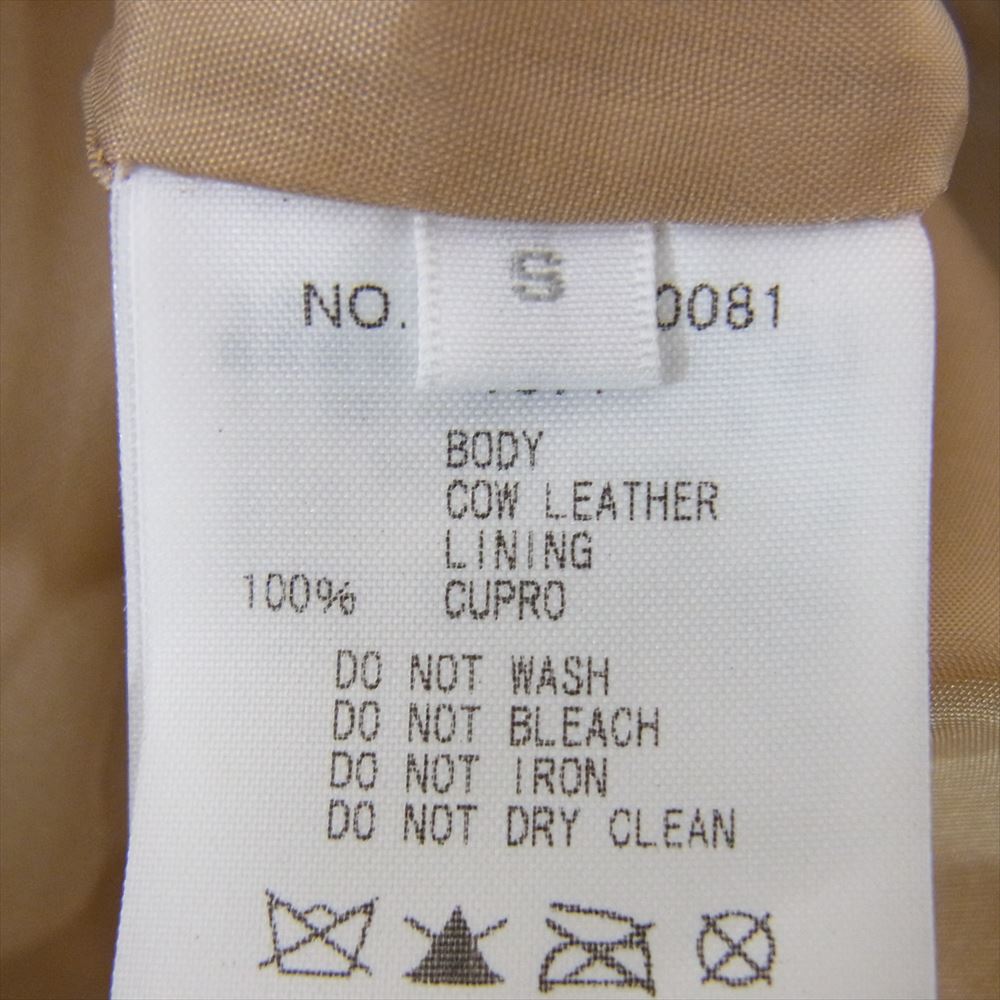 S
NO. 0081
BODY
COW LEATHER
LINING
100% CUPRO
DO NOT WASH
DO NOT BLEACH
DO NOT IRON
DO NOT DRY CLEAN